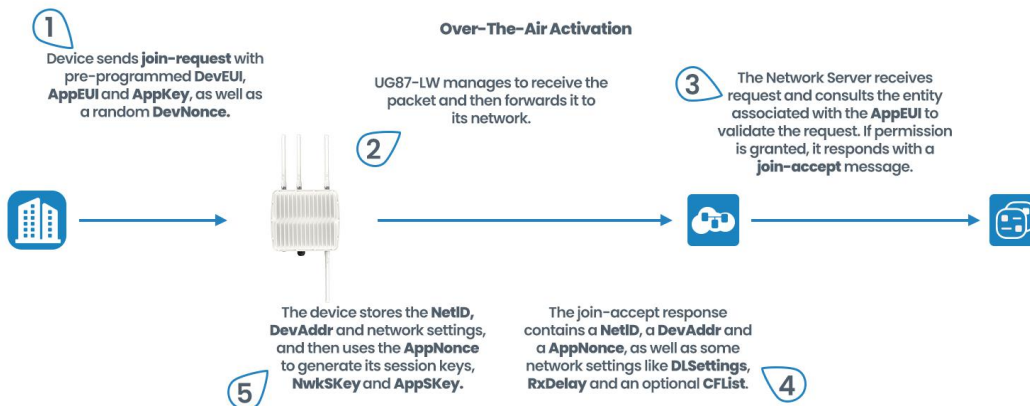 Over-The-Air Activation
1
Device sends join-request with
pre-programmed DevEUI,
AppEUI and AppKey, as well as
a random DevNonce.
UG87-LW manages to receive the
packet and then forwards it to
its network.
2
3
The Network Server receives
request and consults the entity
associated with the AppEUI to
validate the request. If permission
is granted, it responds with a
join-accept message.
The join-accept response
contains a NetID, a DevAddr and
a AppNonce, as well as some
network settings like DLSettings,
RxDelay and an optional CFList.
4
The device stores the NetID,
DevAddr and network settings,
and then uses the AppNonce
to generate its session keys,
NwkSKey and AppSKey.
5